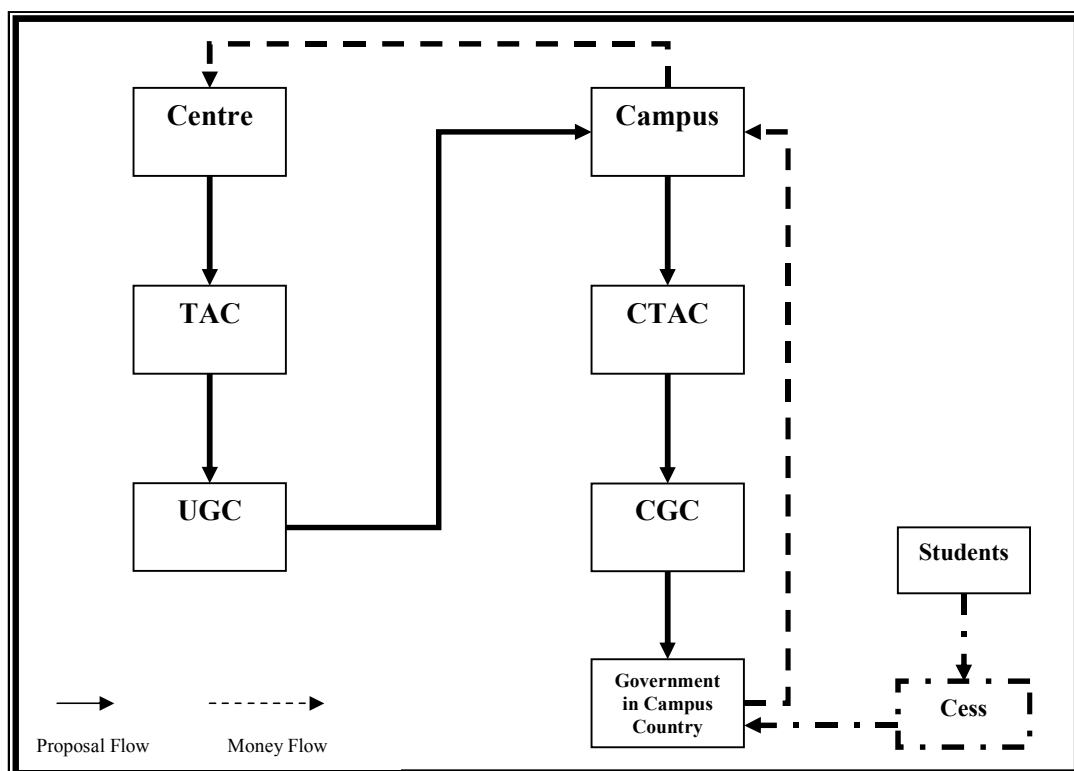 Centre
Campus
TAC
CTAC
UGC
CGC
Students
Government
in Campus
Country
Cess
Proposal Flow
Money Flow